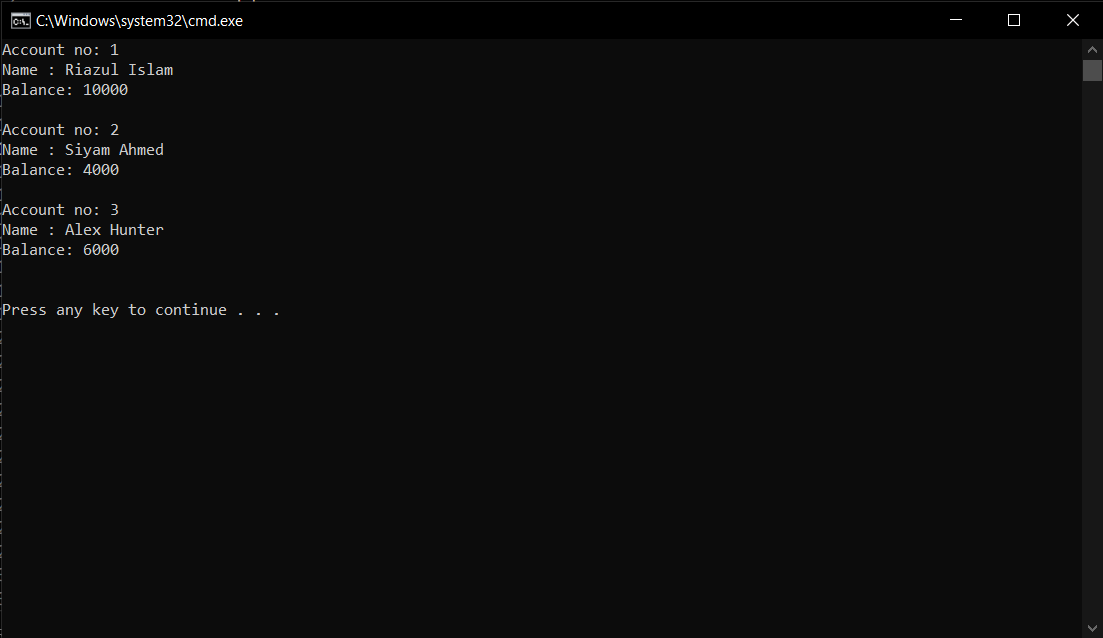 C:\Windows\system32\cmd.exe
Account no: 1
Name : Riazul Islam
Balance: 10000
Account no: 2
Name : Siyam Ahmed
Balance: 4000
Account no: 3
Name : Alex Hunter
Balance: 6000
Press any key to continue . . .